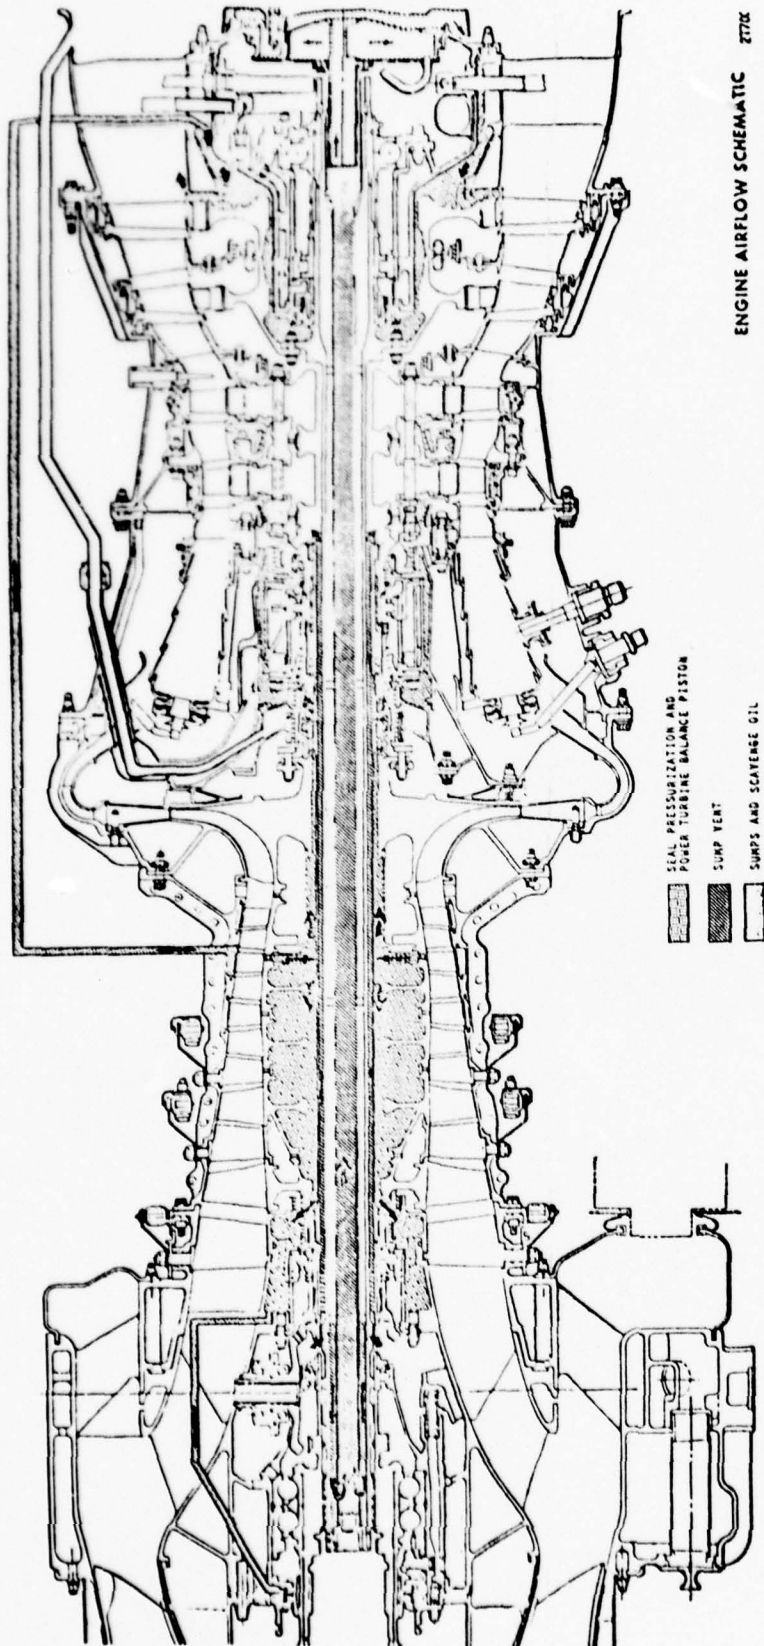 ENGINE AIRFLOW SCHEMATIC
SEAL PRESSURIZATION AND
POWER TURBINE BALANCE PISTON
SUMP VENT
SUMPS AND SCAVENGE OIL